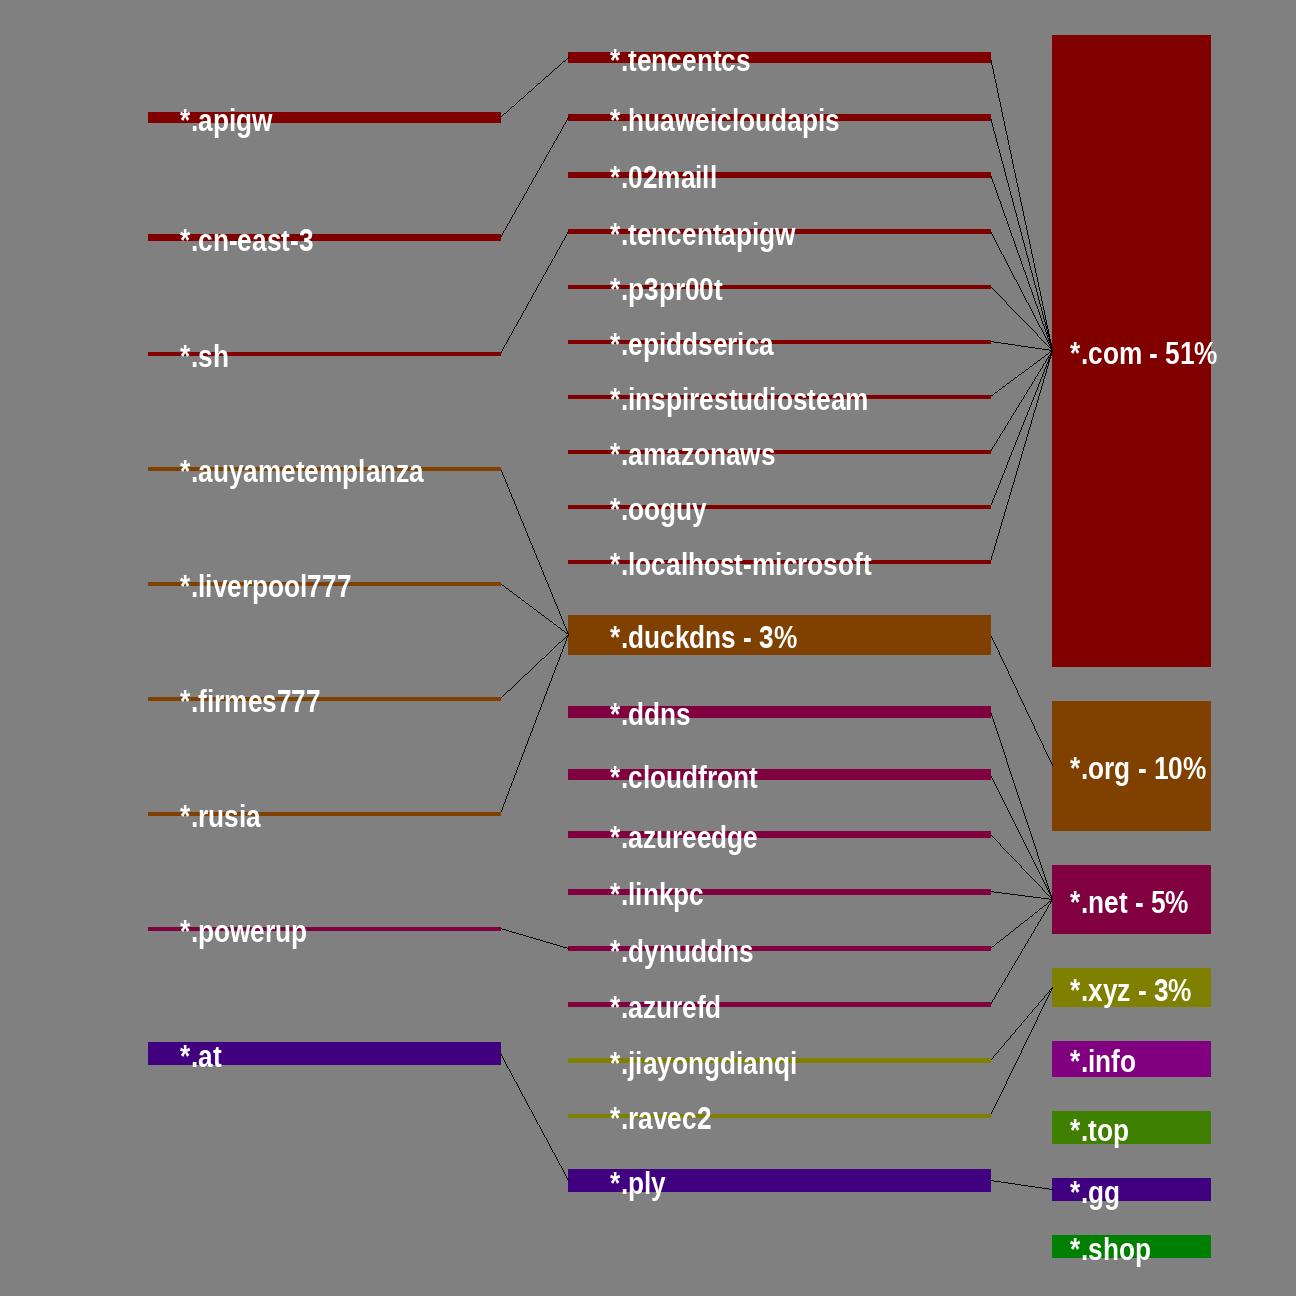 *.apigw
*.cn-east-3
*.sh
*.auyametemplanza
*.liverpool777
*.firmes777
*.rusia
*.powerup
*.at
*.tencentcs
*.huaweicloudapis
*.02maill
*.tencentapigw
*.p3pr00t
*.epiddserica
*.inspirestudiosteam
*.amazonaws
*.ooguy
*.localhost-microsoft
*.duckdns - 3%
*.ddns
*.cloudfront
*.azureedge
*.linkpc
*.dynuddns
*.azurefd
*.jiayongdianqi
*.ravec2
*.ply
*.com - 51%
*.org - 10%
*.net - 5%
*.xyz - 3%
*.info
*.top
*.gg
*.shop